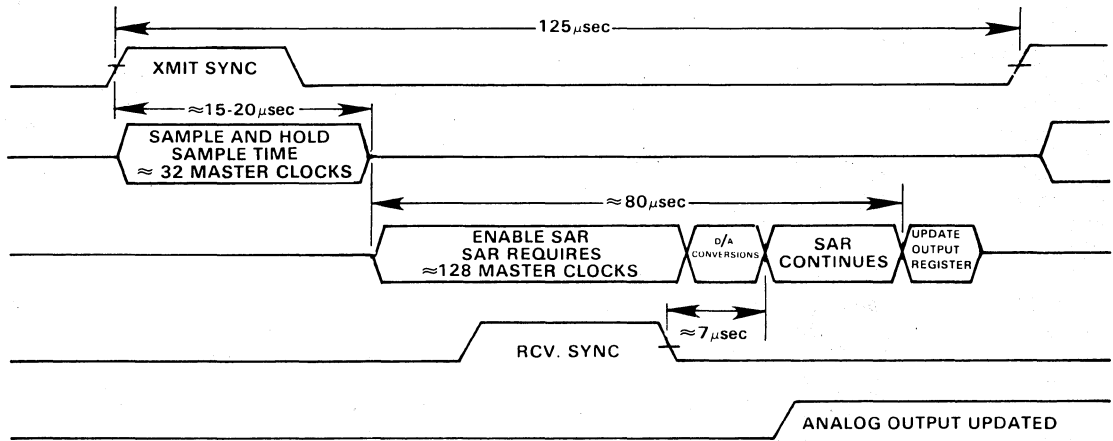 125μsec
XMIT SYNC
≈15-20μsec
SAMPLE AND HOLD
SAMPLE TIME
≈ 32 MASTER CLOCKS
≈80μsec
ENABLE SAR
SAR REQUIRES
≈128 MASTER CLOCKS
D/A
CONVERSIONS
SAR
CONTINUES
UPDATE
OUTPUT
REGISTER
≈7μsec
RCV. SYNC
ANALOG OUTPUT UPDATED